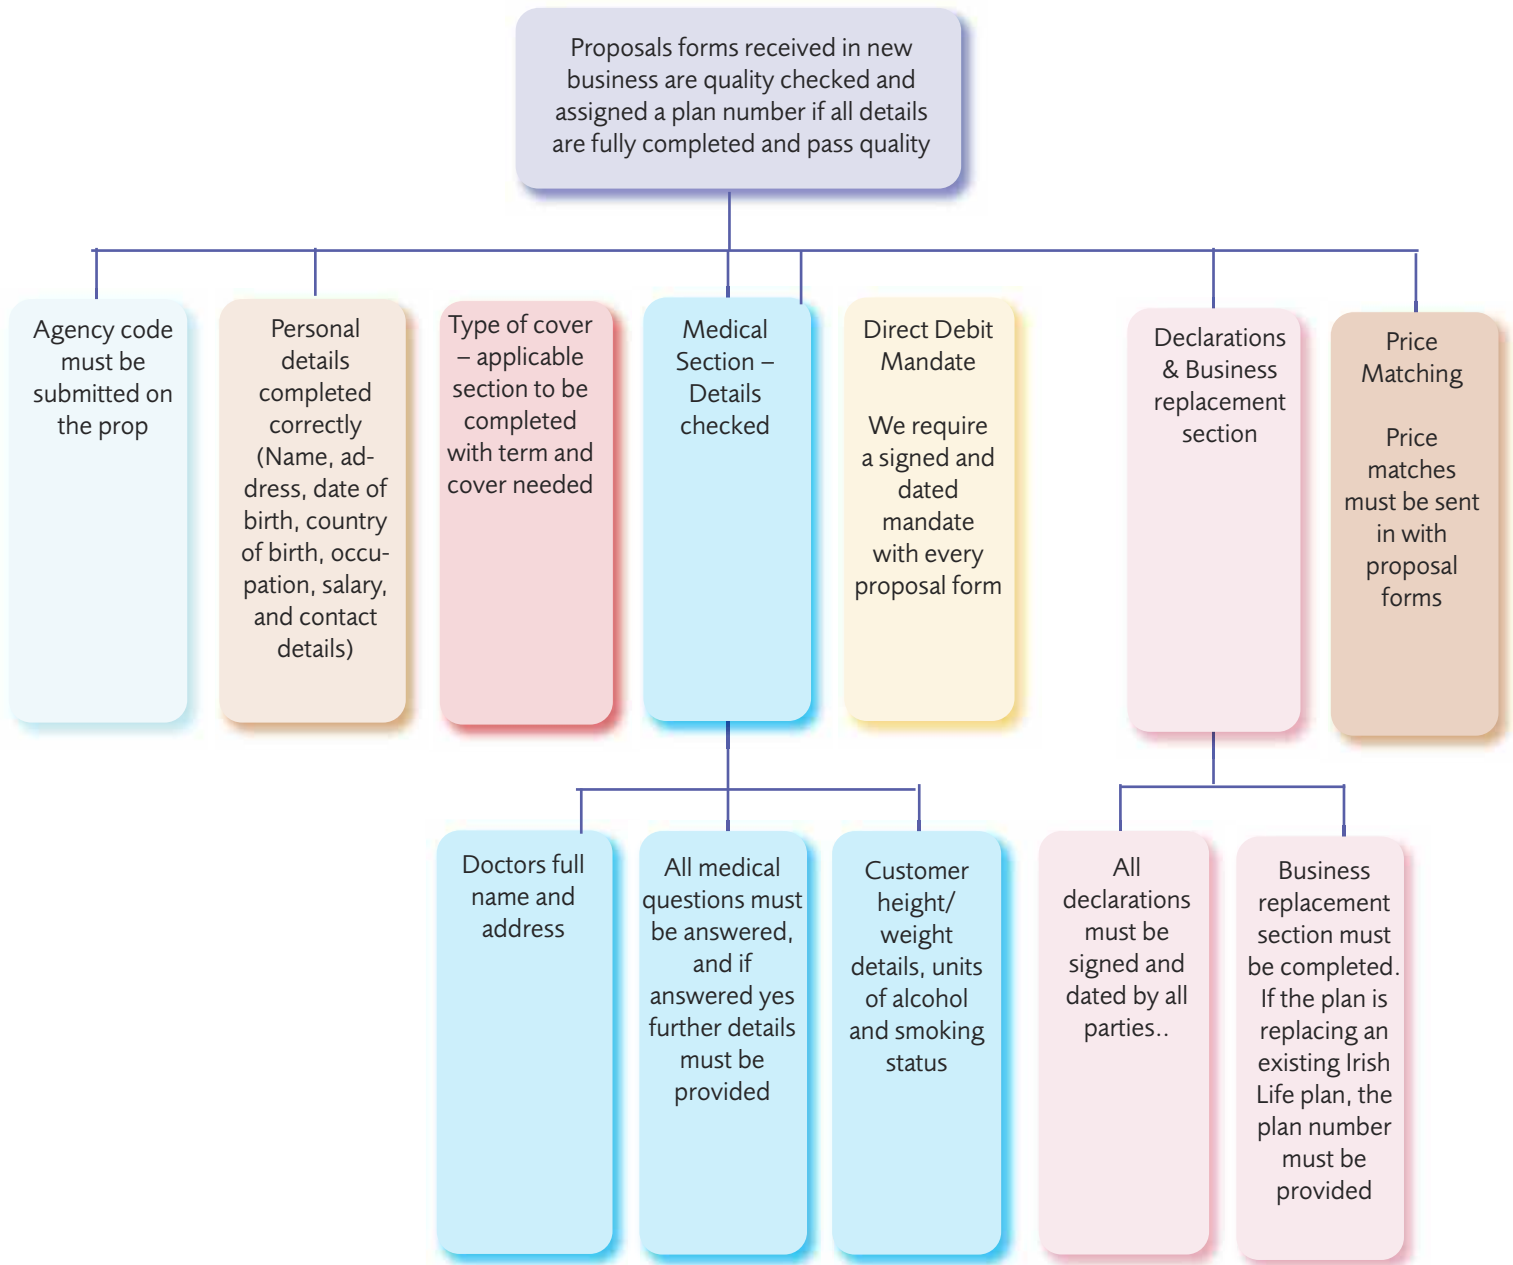 Proposals forms received in new
business are quality checked and
assigned a plan number if all details
are fully completed and pass quality
Agency code
must be
submitted on
the prop
Personal
details
completed
correctly
(Name, ad-
dress, date of
birth, country
of birth, occu-
pation, salary,
and contact
details)
Type of cover
– applicable
section to be
completed
with term and
cover needed
Medical
Section –
Details
checked
Direct Debit
Mandate
We require
a signed and
dated
mandate
with every
proposal form
Declarations
& Business
replacement
section
Price
Matching
Price
matches
must be sent
in with
proposal
forms
Doctors full
name and
address
All medical
questions must
be answered,
and if
answered yes
further details
must be
provided
Customer
height/
weight
details, units
of alcohol
and smoking
status
All
declarations
must be
signed and
dated by all
parties..
Business
replacement
section must
be completed.
If the plan is
replacing an
existing Irish
Life plan, the
plan number
must be
provided